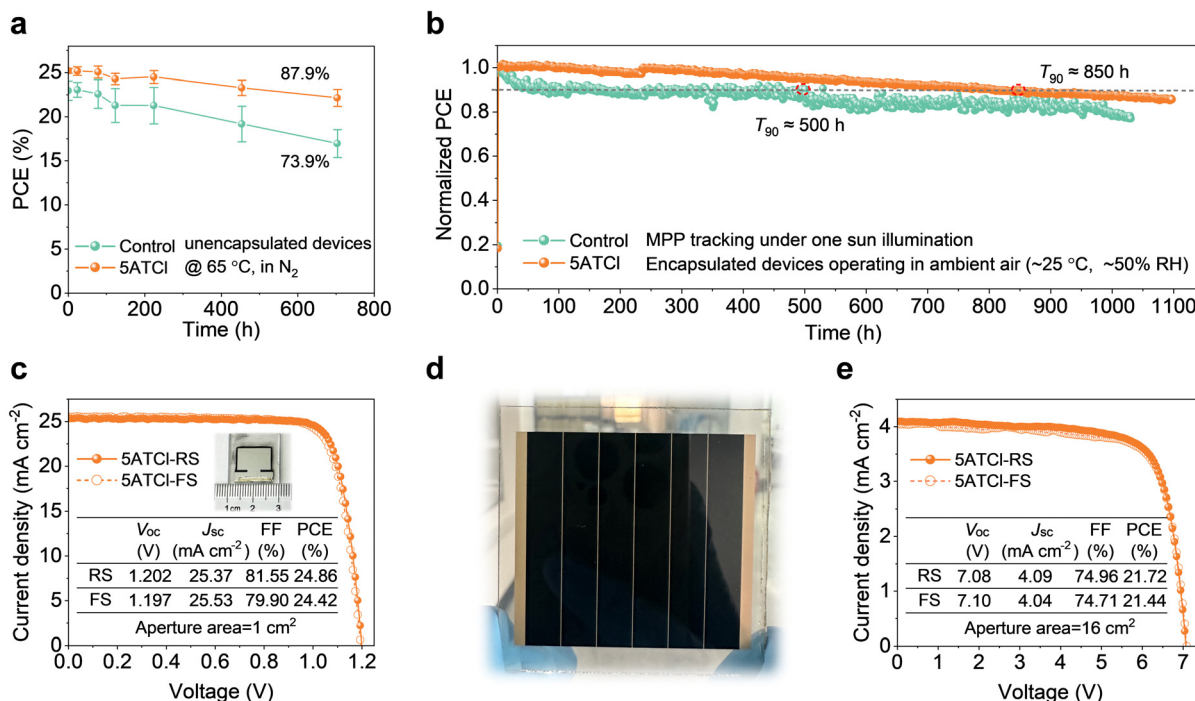 a
PCE (%)
30
25
20
15
10
5
0
87.9%
73.9%
Control unencapsulated devices
5ATCl @ 65 °C, in N₂
0 200 400 600 800
Time (h)
b
Normalized PCE
1.0
0.8
1.0
0.4
0.2
T₉₀ ≈ 850 h
T₉₀ ≈ 500 h
Control MPP tracking under one sun illumination
5ATCl Encapsulated devices operating in ambient air (~25 °C, ~50% RH)
0 100 200 300 400 500 600 700 800 900 1000 1100
Time (h)
c
Current density (mA cm⁻²)
30
25
20
15
10
5
0
5ATCl-RS
5ATCl-FS
1cm 2 3
Voc Jsc FF PCE
(V) (mA cm⁻²) (%) (%)
RS 1.202 25.37 81.55 24.86
FS 1.197 25.53 79.90 24.42
Aperture area=1 cm²
0.0 0.2 0.4 0.6 0.8 1.0 1.2
Voltage (V)
d
e
Current density (mA cm⁻²)
4
3
2
1
0
5ATCl-RS
5ATCl-FS
Voc Jsc FF PCE
(V) (mA cm⁻²) (%) (%)
RS 7.08 4.09 74.96 21.72
FS 7.10 4.04 74.71 21.44
Aperture area=16 cm²
0 1 2 3 4 5 6 7
Voltage (V)